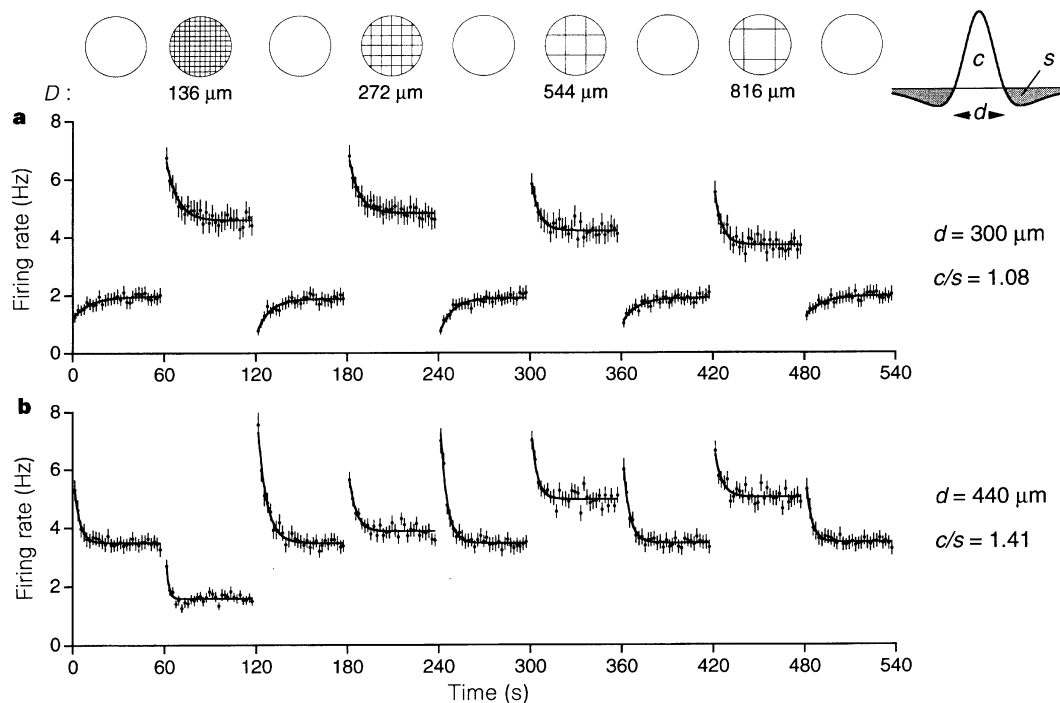 c
s
d
D :
136 μm
272 μm
544 μm
816 μm
a
8
6
4
2
0
Firing rate (Hz)
0
60
120
180
240
300
360
420
480
540
d = 300 μm
c/s = 1.08
b
8
6
4
2
0
Firing rate (Hz)
0
60
120
180
240
300
360
420
480
540
Time (s)
d = 440 μm
c/s = 1.41